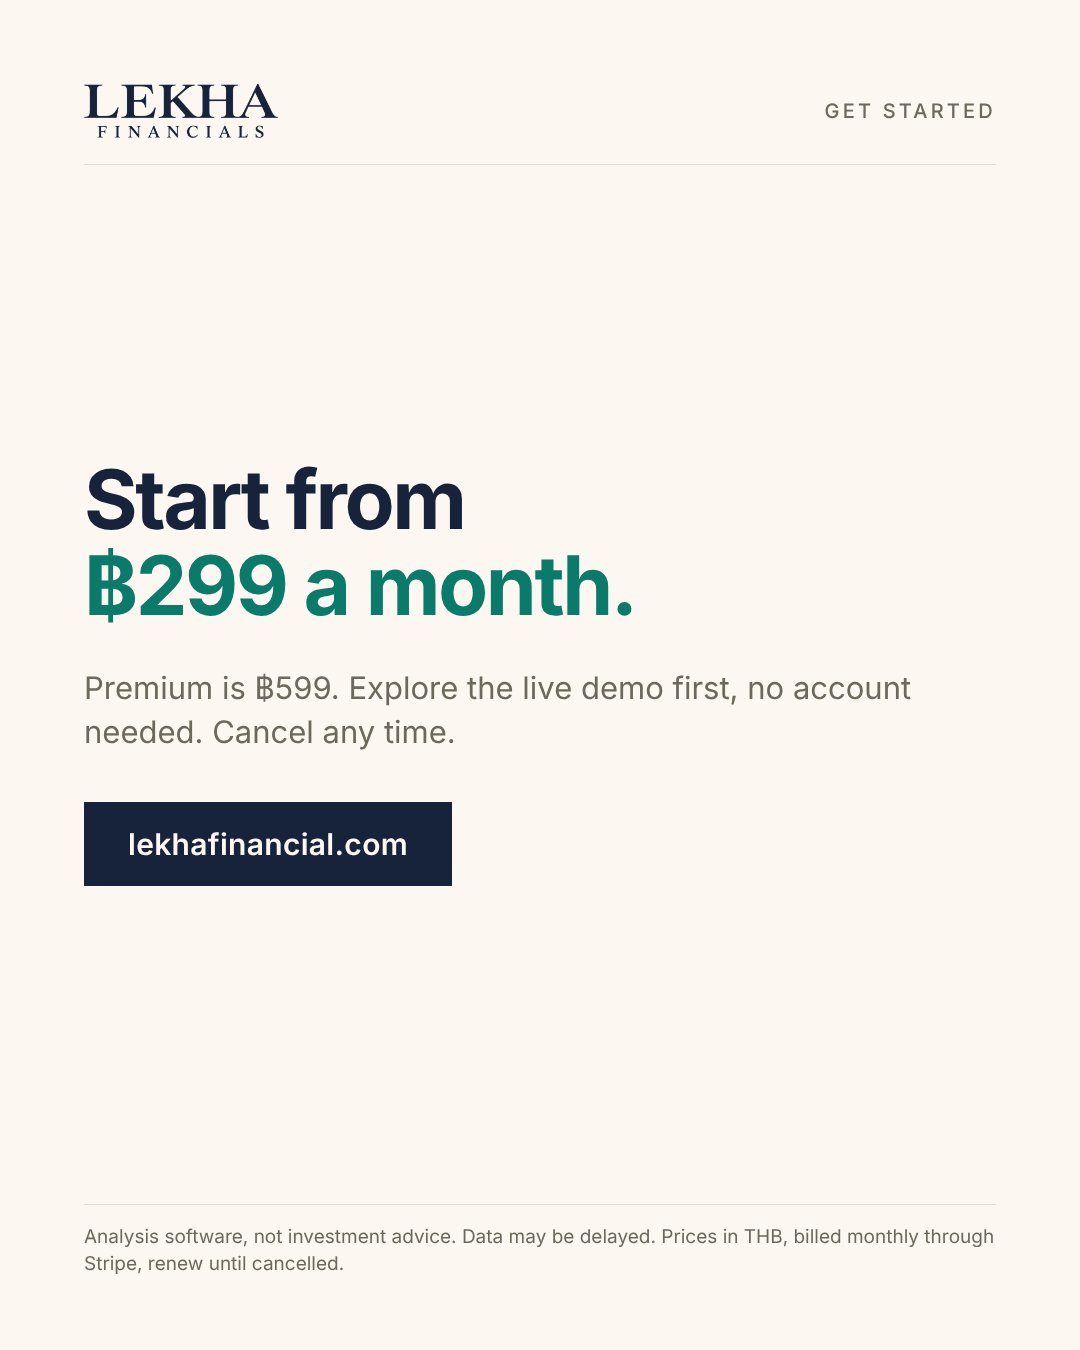 LEKHA
FINANCIALS
GET STARTED
Start from
฿299 a month.
Premium is ฿599. Explore the live demo first, no account
needed. Cancel any time.
lekhafinancial.com
Analysis software, not investment advice. Data may be delayed. Prices in THB, billed monthly through
Stripe, renew until cancelled.